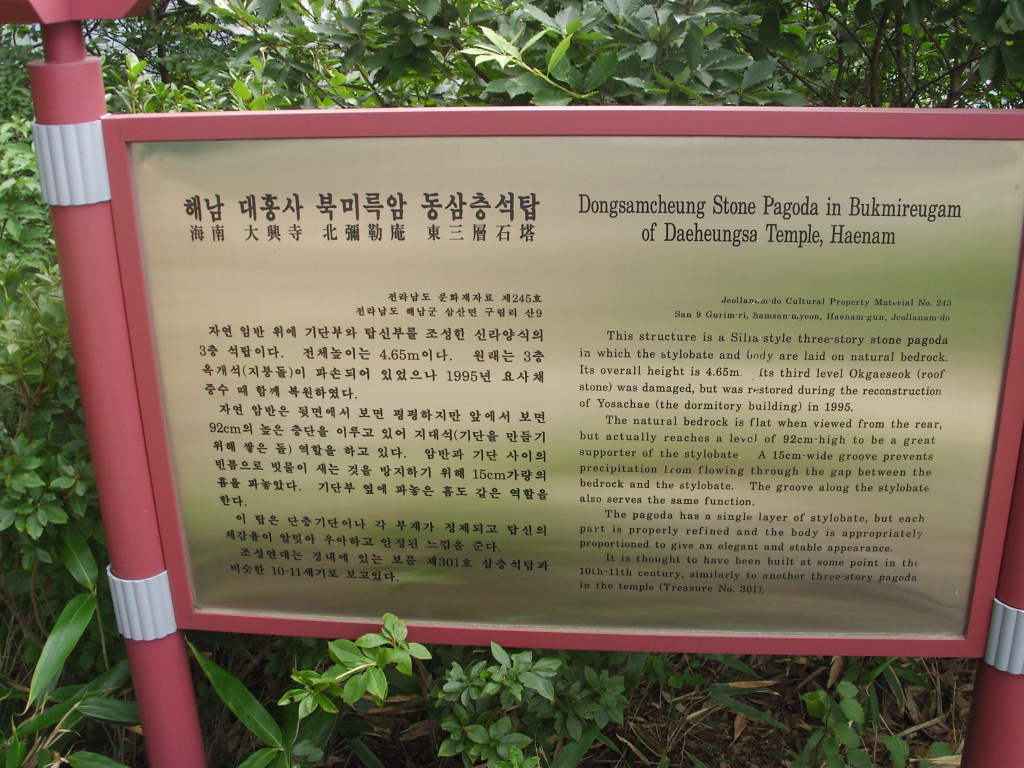 해남 대흥사 북미륵암 동삼층석탑
海南 大興寺 北彌勒庵 東三層石塔
전라남도 문화재자료 제245호
전라남도 해남군 삼산면 구림리 산9
자연 암반 위에 기단부와 탑신부를 조성한 신라양식의
3층 석탑이다. 전체높이는 4.65m이다. 원래는 3층
옥개석(지붕돌)이 파손되어 있었으나 1995년 요사채
중수 때 함께 복원하였다.
자연 암반은 뒷면에서 보면 평평하지만 앞에서 보면
92cm의 높은 층단을 이루고 있어 지대석(기단을 만들기
위해 쌓은 돌) 역할을 하고 있다. 암반과 기단 사이의
빈틈으로 빗물이 새는 것을 방지하기 위해 15cm가량의
홈을 파놓았다. 기단부 옆에 파놓은 홈도 같은 역할을
한다.
이 탑은 단층기단이나 각 부재가 정제되고 탑신의
체감율이 알맞아 우아하고 안정된 느낌을 준다.
조성연대는 경내에 있는 보물 제301호 삼층석탑과
비슷한 10-11세기로 보고있다.
Dongsamcheung Stone Pagoda in Bukmireugam
of Daeheungsa Temple, Haenam
Jeollanam-do Cultural Property Material No. 245
San 9 Gurim-ri, Samsan-myeon, Haenam-gun, Jeollanam-do
This structure is a Silla style three-story stone pagoda
in which the stylobate and body are laid on natural bedrock.
Its overall height is 4.65m. Its third level Okgaeseok (roof
stone) was damaged, but was restored during the reconstruction
of Yosachae (the dormitory building) in 1995.
The natural bedrock is flat when viewed from the rear,
but actually reaches a level of 92cm-high to be a great
supporter of the stylobate. A 15cm-wide groove prevents
precipitation from flowing through the gap between the
bedrock and the stylobate. The groove along the stylobate
also serves the same function.
The pagoda has a single layer of stylobate, but each
part is properly refined and the body is appropriately
proportioned to give an elegant and stable appearance.
It is thought to have been built at some point in the
10th-11th century, similarly to another three-story pagoda
in the temple (Treasure No. 301).